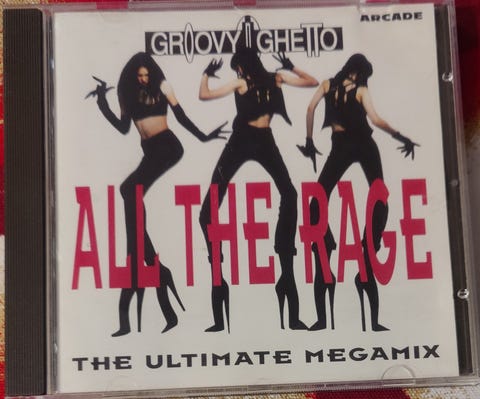 ARCADE
GROOVY GHETTO
ALL THE RAGE
THE ULTIMATE MEGAMIX